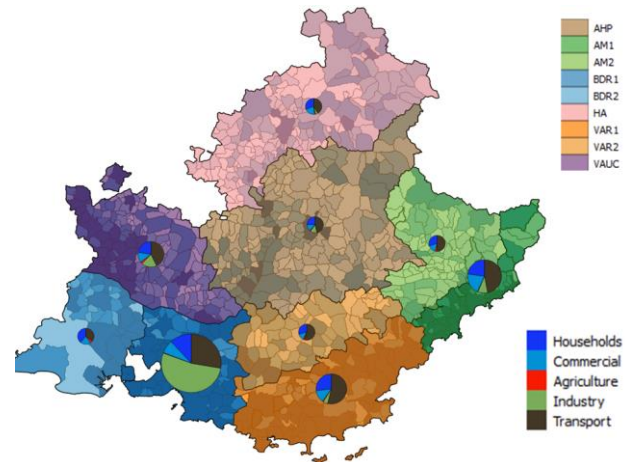 AHP
AM1
AM2
BDR1
BDR2
HA
VAR1
VAR2
VAUC
Households
Commercial
Agriculture
Industry
Transport